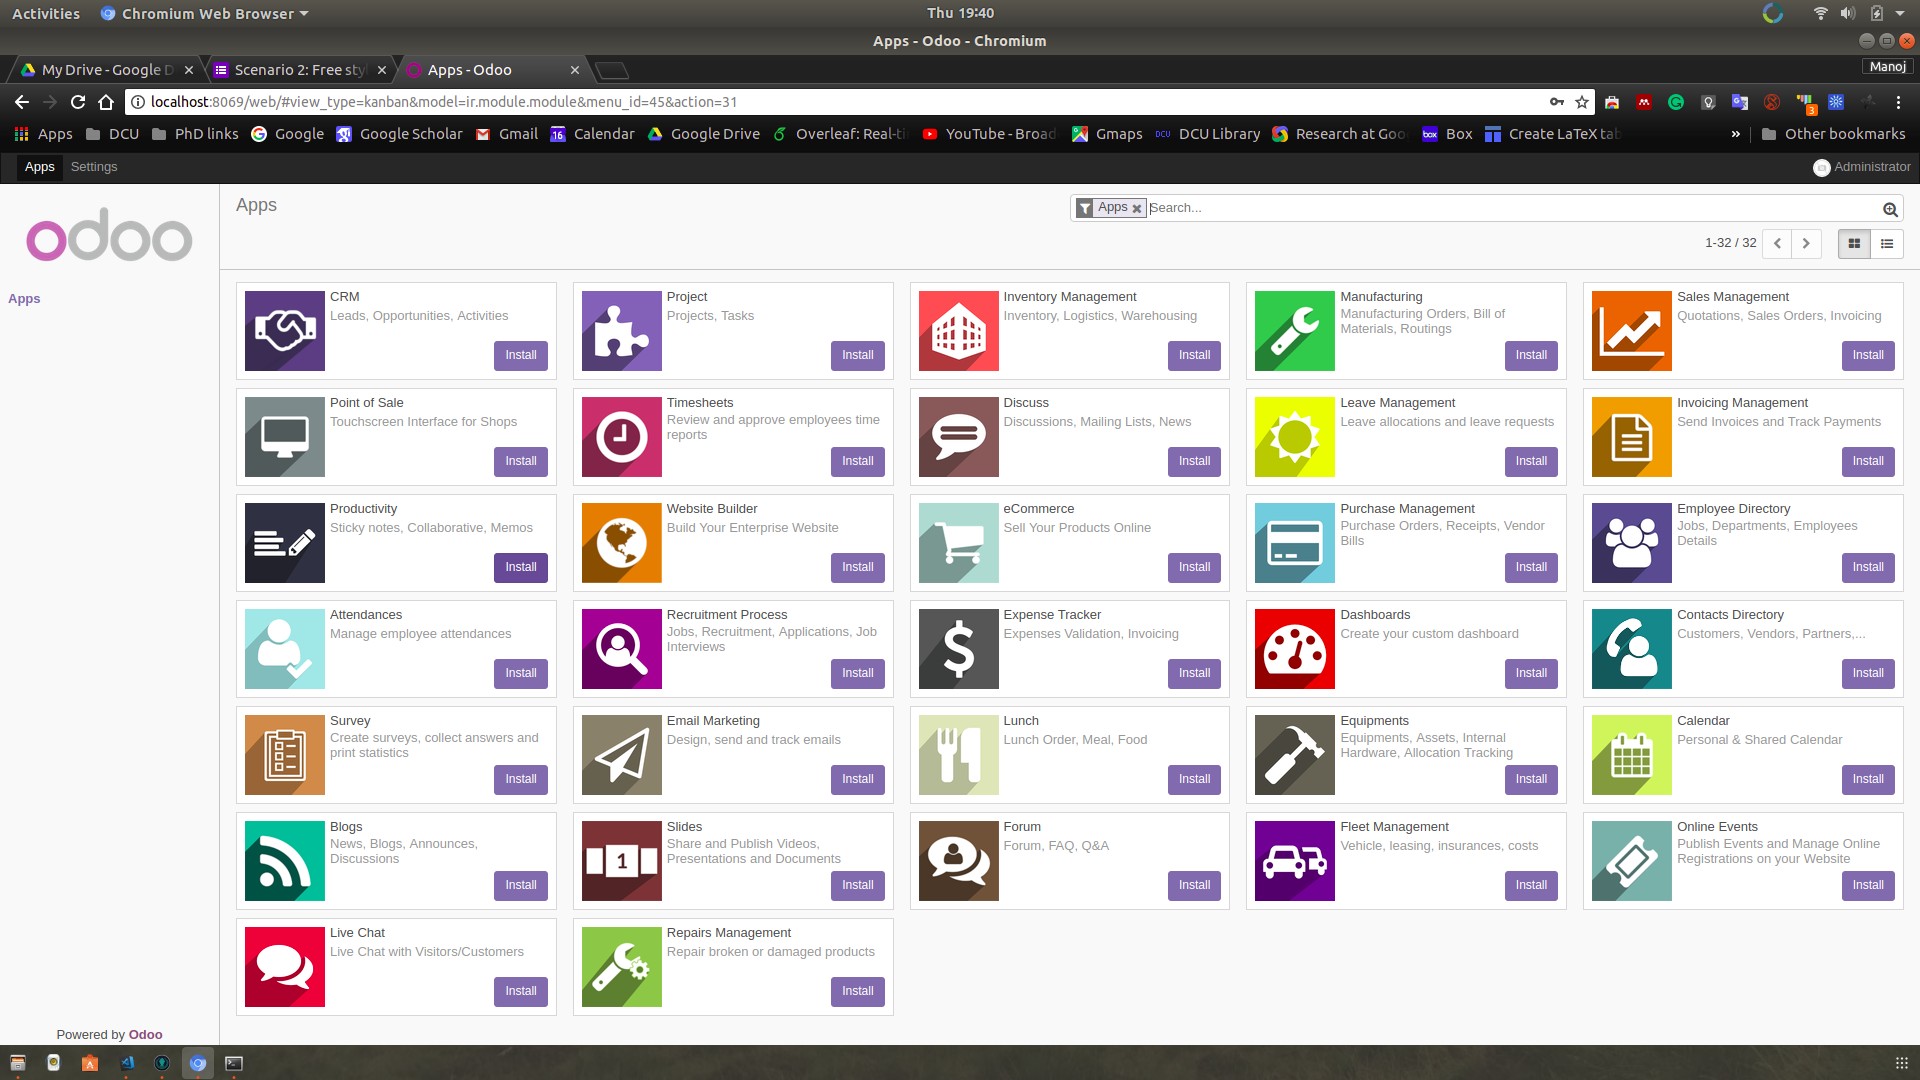 Activities Chromium Web Browser Thu 19:40
Apps - Odoo - Chromium
My Drive - Google D Scenario 2: Free sty Apps - Odoo Manoj
localhost:8069/web/#view_type=kanban&model=ir.module.module&menu_id=45&action=31 3
Apps DCU PhD links Google Google Scholar Gmail 16 Calendar Google Drive Overleaf: Real-ti YouTube - Broad Gmaps DCU DCU Library Research at Goo box Box Create LaTeX tab » Other bookmarks
Apps Settings Administrator
odoo
Apps
Apps Apps Search...
1-32 / 32
CRM
Leads, Opportunities, Activities
Install
Project
Projects, Tasks
Install
Inventory Management
Inventory, Logistics, Warehousing
Install
Manufacturing
Manufacturing Orders, Bill of
Materials, Routings
Install
Sales Management
Quotations, Sales Orders, Invoicing
Install
Point of Sale
Touchscreen Interface for Shops
Install
Timesheets
Review and approve employees time
reports
Install
Discuss
Discussions, Mailing Lists, News
Install
Leave Management
Leave allocations and leave requests
Install
Invoicing Management
Send Invoices and Track Payments
Install
Productivity
Sticky notes, Collaborative, Memos
Install
Website Builder
Build Your Enterprise Website
Install
eCommerce
Sell Your Products Online
Install
Purchase Management
Purchase Orders, Receipts, Vendor
Bills
Install
Employee Directory
Jobs, Departments, Employees
Details
Install
Attendances
Manage employee attendances
Install
Recruitment Process
Jobs, Recruitment, Applications, Job
Interviews
Install
Expense Tracker
Expenses Validation, Invoicing
Install
Dashboards
Create your custom dashboard
Install
Contacts Directory
Customers, Vendors, Partners,...
Install
Survey
Create surveys, collect answers and
print statistics
Install
Email Marketing
Design, send and track emails
Install
Lunch
Lunch Order, Meal, Food
Install
Equipments
Equipments, Assets, Internal
Hardware, Allocation Tracking
Install
Calendar
Personal & Shared Calendar
Install
Blogs
News, Blogs, Announces,
Discussions
Install
1
Slides
Share and Publish Videos,
Presentations and Documents
Install
Forum
Forum, FAQ, Q&A
Install
Fleet Management
Vehicle, leasing, insurances, costs
Install
Online Events
Publish Events and Manage Online
Registrations on your Website
Install
Live Chat
Live Chat with Visitors/Customers
Install
Repairs Management
Repair broken or damaged products
Install
Powered by Odoo